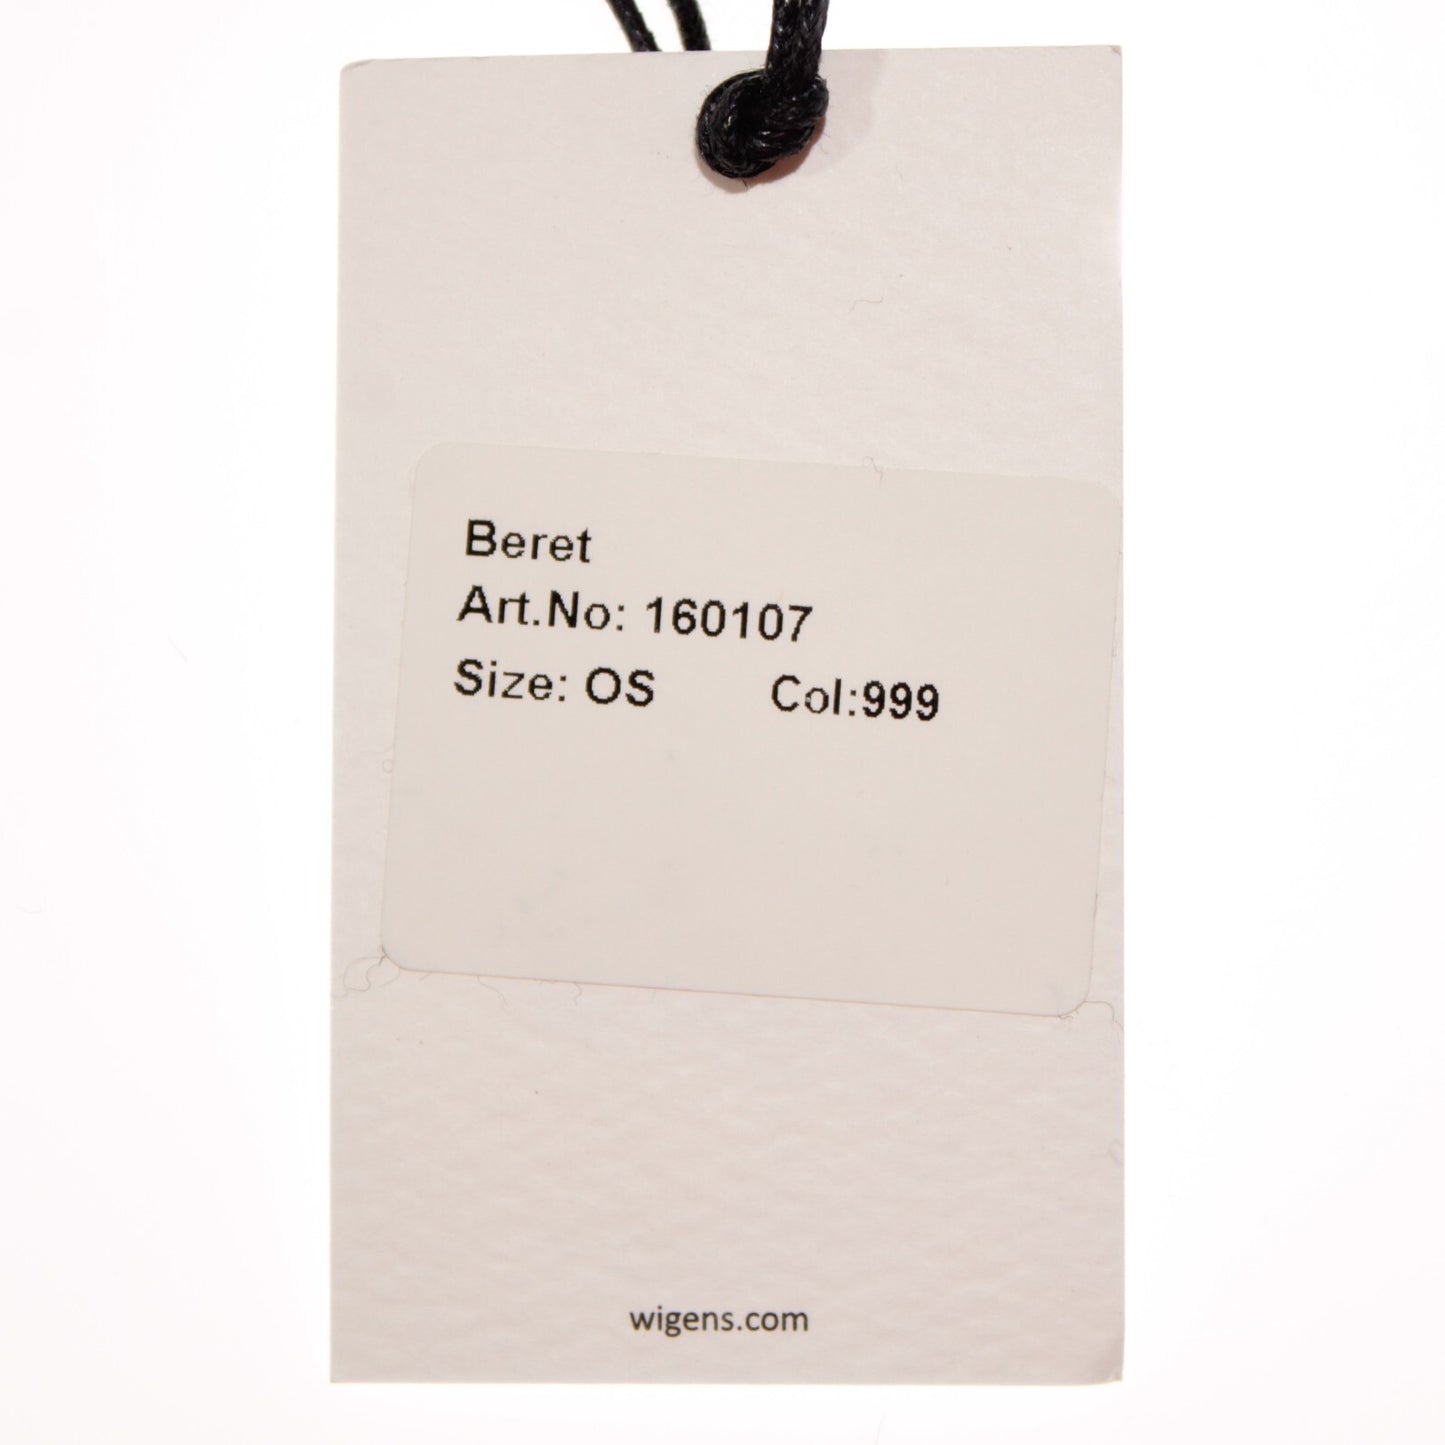 Beret
Art.No: 160107
Size: OS Col:999
wigens.com